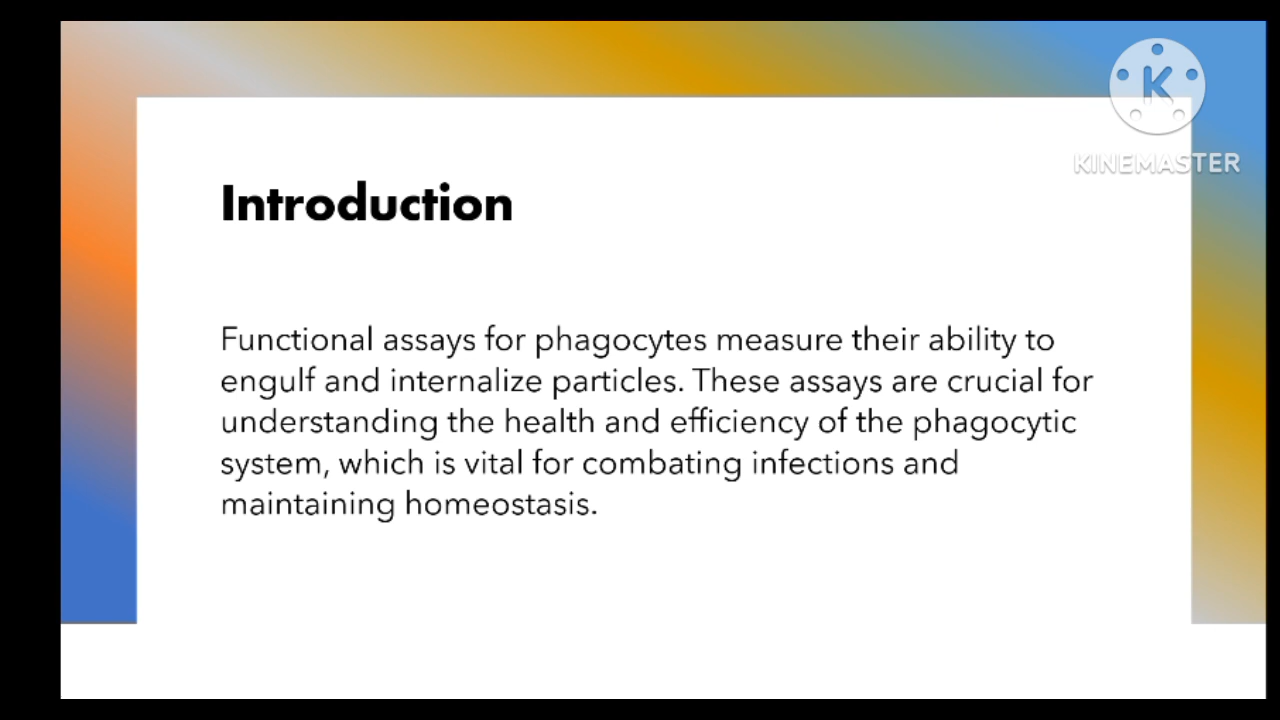 K
KINEMASTER
Introduction
Functional assays for phagocytes measure their ability to
engulf and internalize particles. These assays are crucial for
understanding the health and efficiency of the phagocytic
system, which is vital for combating infections and
maintaining homeostasis.